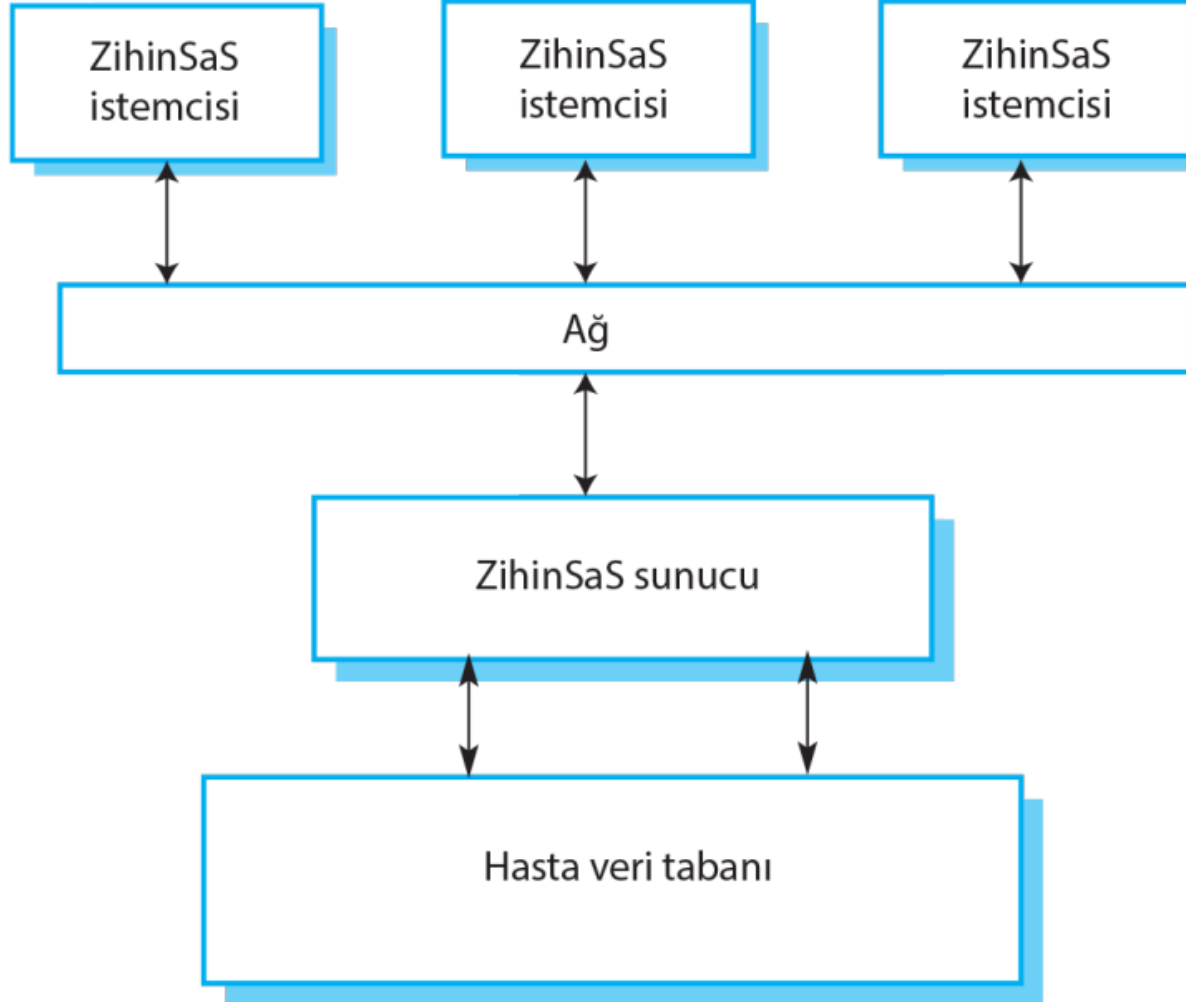 ZihinSaS
istemcisi
ZihinSaS
istemcisi
ZihinSaS
istemcisi
Ağ
ZihinSaS sunucu
Hasta veri tabanı